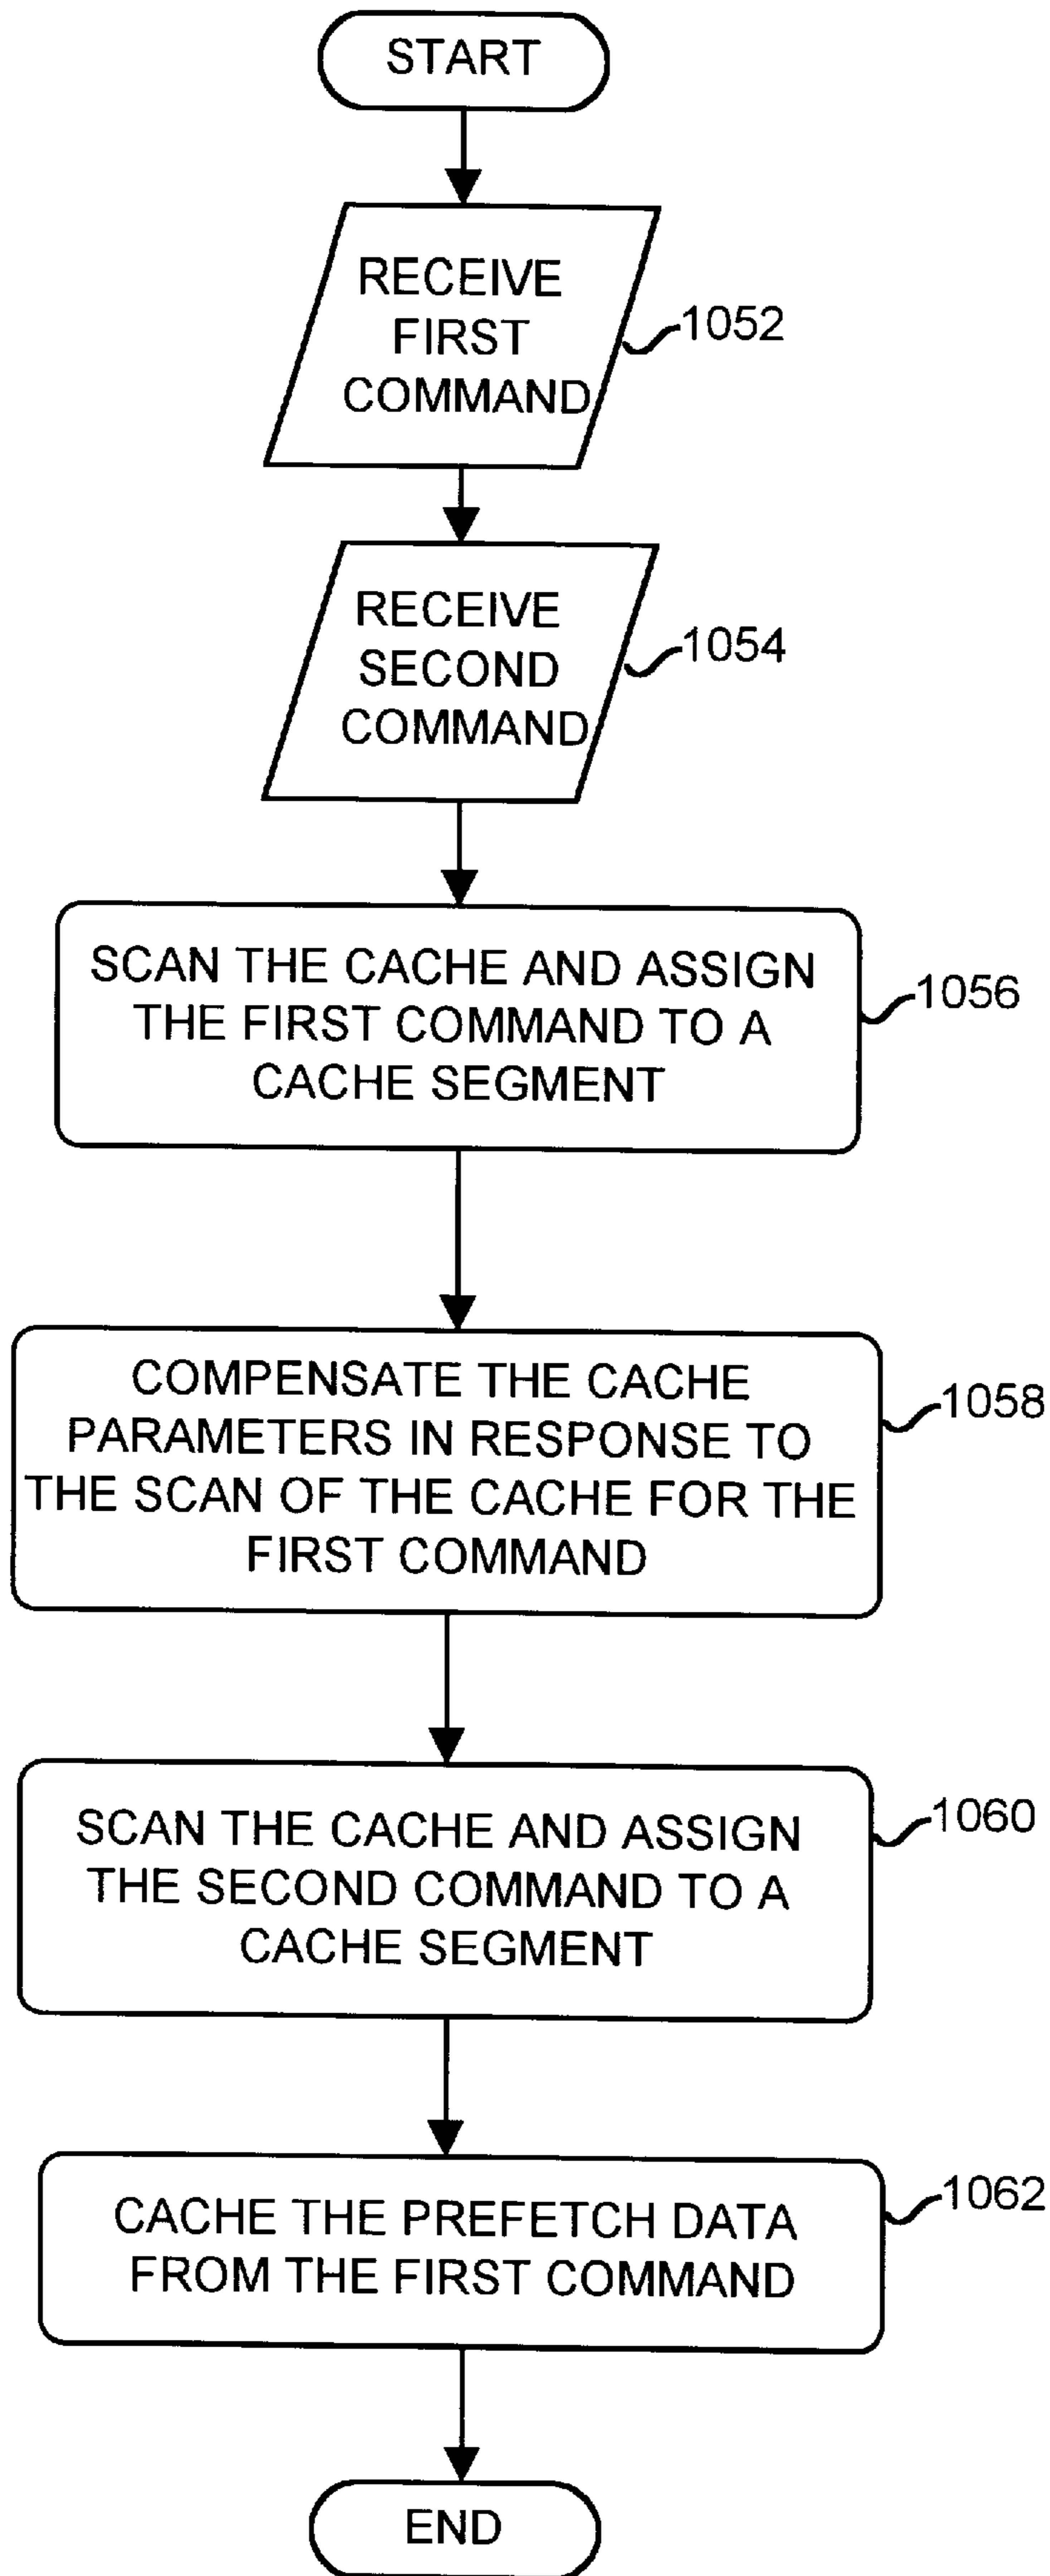 START
RECEIVE
FIRST
COMMAND
1052
RECEIVE
SECOND
COMMAND
1054
SCAN THE CACHE AND ASSIGN
THE FIRST COMMAND TO A
CACHE SEGMENT
1056
COMPENSATE THE CACHE
PARAMETERS IN RESPONSE TO
THE SCAN OF THE CACHE FOR THE
FIRST COMMAND
1058
SCAN THE CACHE AND ASSIGN
THE SECOND COMMAND TO A
CACHE SEGMENT
1060
CACHE THE PREFETCH DATA
FROM THE FIRST COMMAND
1062
END